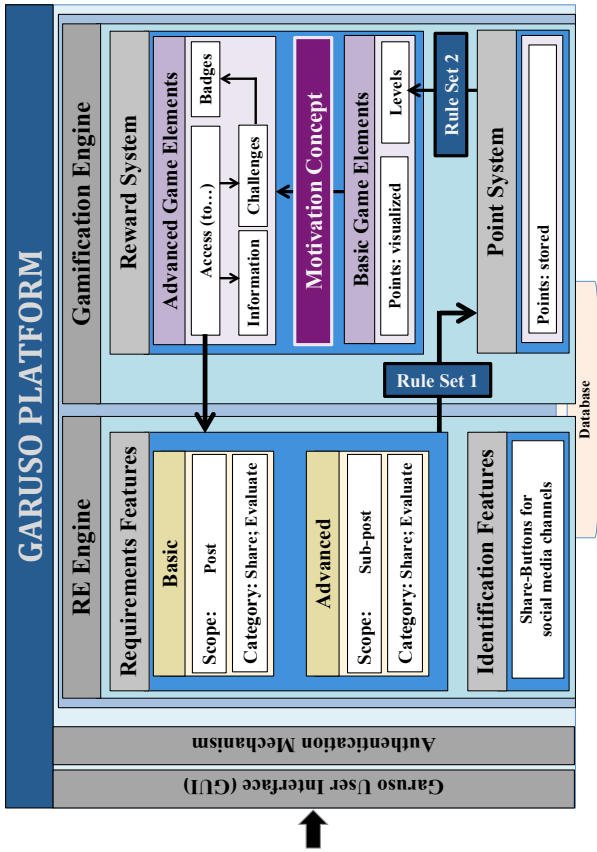 GARUSO PLATFORM
Garuso User Interface (GUI)
Authentication Mechanism
RE Engine
Requirements Features
Basic
Scope: Post
Category: Share; Evaluate
Advanced
Scope: Sub-post
Category: Share; Evaluate
Identification Features
Share-Buttons for
social media channels
Gamification Engine
Reward System
Advanced Game Elements
Access (to...)
Badges
Information
Challenges
Motivation Concept
Basic Game Elements
Points: visualized
Levels
Rule Set 1
Rule Set 2
Point System
Points: stored
Database